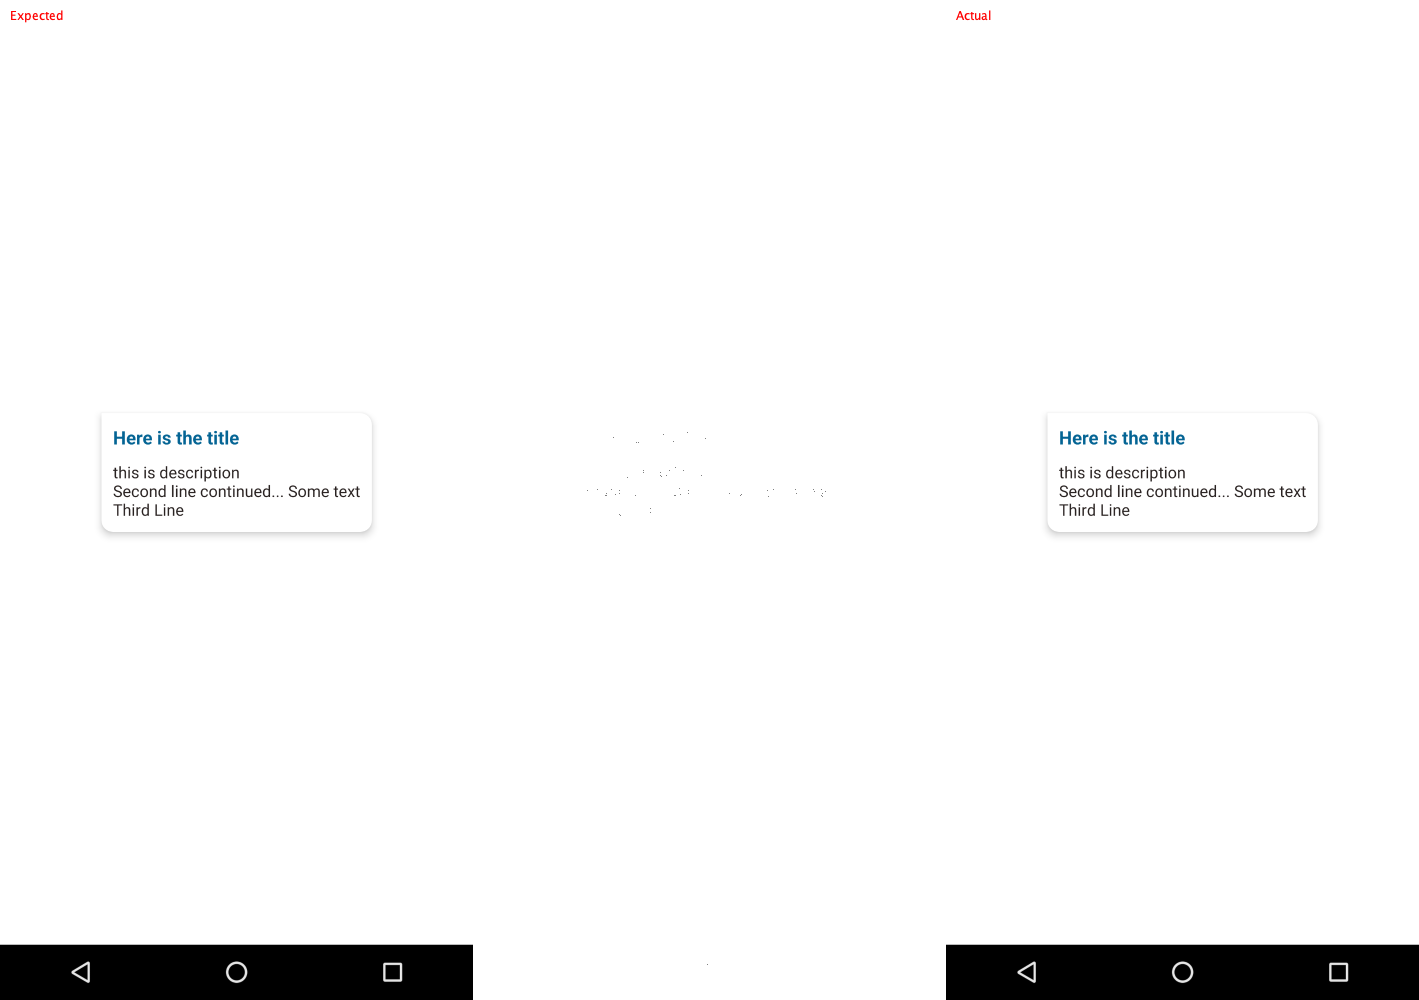 Expected
Actual
Here is the title
this is description
Second line continued... Some text
Third Line
Here is the title
this is description
Second line continued... Some text
Third Line